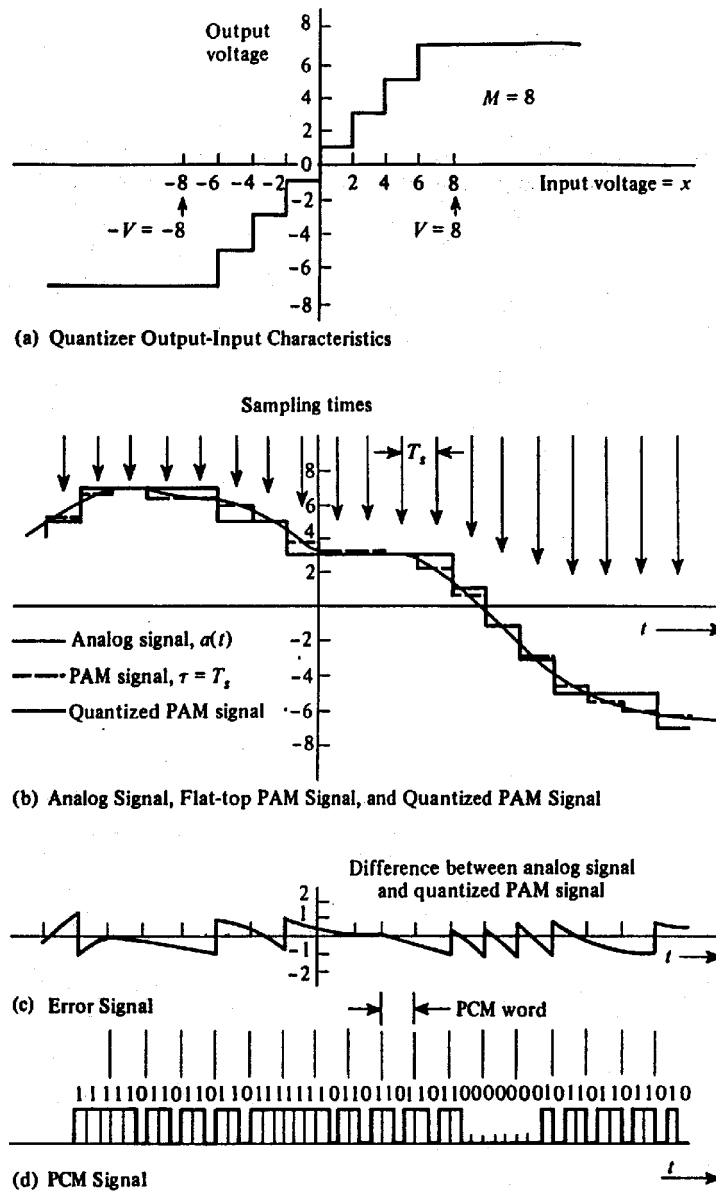 Output
voltage
8
6
4
2
0
M = 8
-8 -6 -4 -2
2 4 6 8
Input voltage = x
-V = -8
V = 8
-2
-4
-6
-8
(a) Quantizer Output-Input Characteristics
Sampling times
T_s
8
6
4
2
t
-2
-4
-6
-8
Analog signal, a(t)
PAM signal, τ = T_s
Quantized PAM signal
(b) Analog Signal, Flat-top PAM Signal, and Quantized PAM Signal
Difference between analog signal
and quantized PAM signal
2
1
-1
-2
t
(c) Error Signal
PCM word
(d) PCM Signal
t